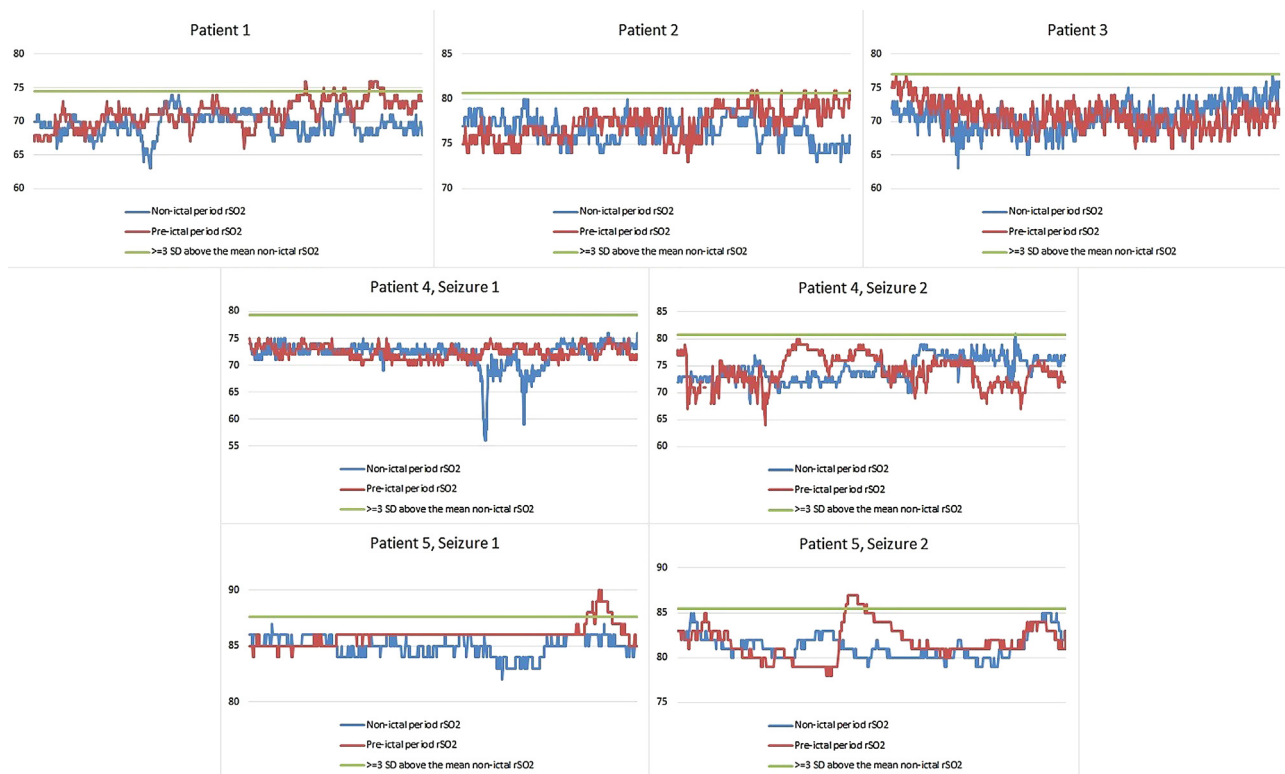 Patient 1
80
75
70
65
60
Non-ictal period rSO2
Pre-ictal period rSO2
>=3 SD above the mean non-ictal rSO2
Patient 2
85
80
75
70
Non-ictal period rSO2
Pre-ictal period rSO2
>=3 SD above the mean non-ictal rSO2
Patient 3
80
75
70
65
60
Non-ictal period rSO2
Pre-ictal period rSO2
>=3 SD above the mean non-ictal rSO2
Patient 4, Seizure 1
80
75
70
65
60
55
Non-ictal period rSO2
Pre-ictal period rSO2
>=3 SD above the mean non-ictal rSO2
Patient 4, Seizure 2
85
80
75
70
65
60
Non-ictal period rSO2
Pre-ictal period rSO2
>=3 SD above the mean non-ictal rSO2
Patient 5, Seizure 1
90
85
80
Non-ictal period rSO2
Pre-ictal period rSO2
>=3 SD above the mean non-ictal rSO2
Patient 5, Seizure 2
90
85
80
75
Non-ictal period rSO2
Pre-ictal period rSO2
>=3 SD above the mean non-ictal rSO2